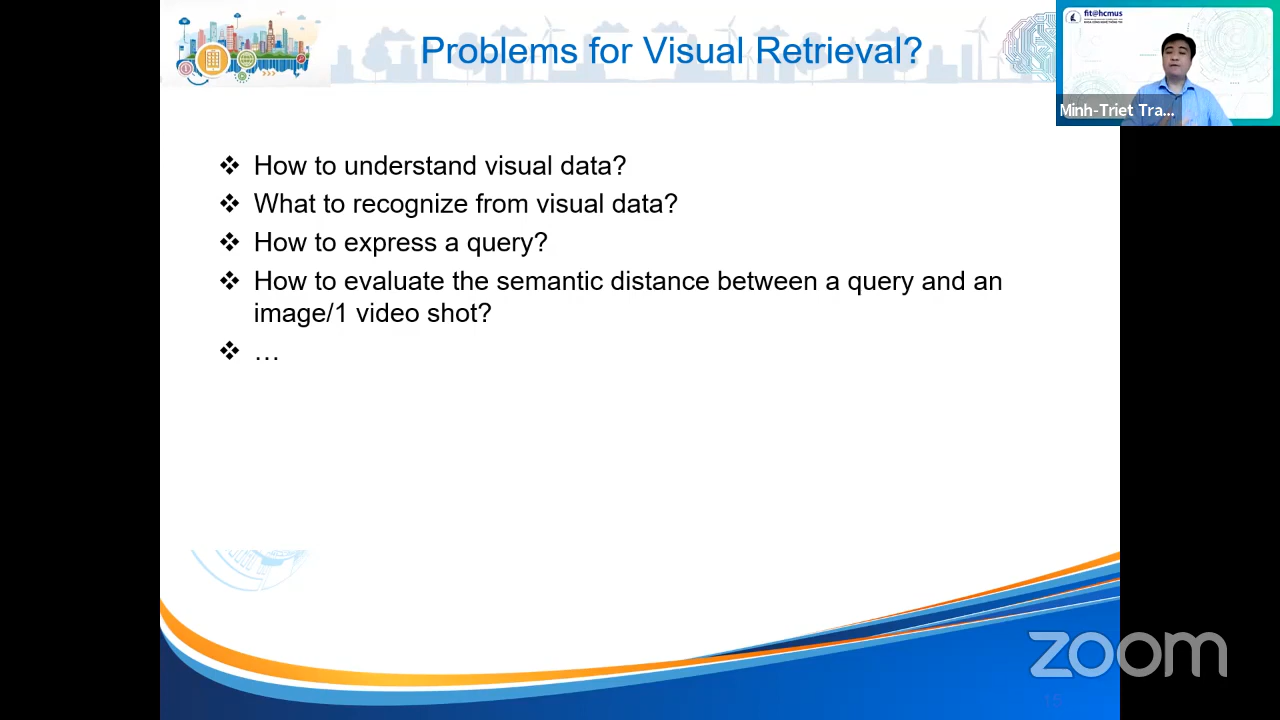 Problems for Visual Retrieval?
fit@hcmus
Minh-Triet Tra...
❖ How to understand visual data?
❖ What to recognize from visual data?
❖ How to express a query?
❖ How to evaluate the semantic distance between a query and an
image/1 video shot?
❖ …
zoom
15